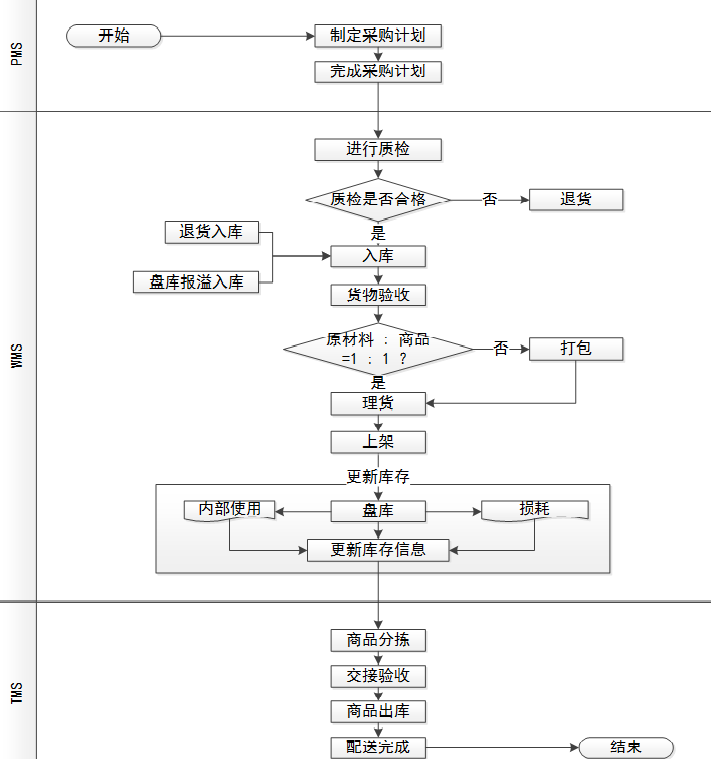 PMS
开始
制定采购计划
完成采购计划
WMS
进行质检
质检是否合格
否
退货
是
退货入库
入库
盘库报溢入库
货物验收
原材料 : 商品
=1 : 1 ?
否
打包
是
理货
上架
更新库存
内部使用
盘库
损耗
更新库存信息
TMS
商品分拣
交接验收
商品出库
配送完成
结束